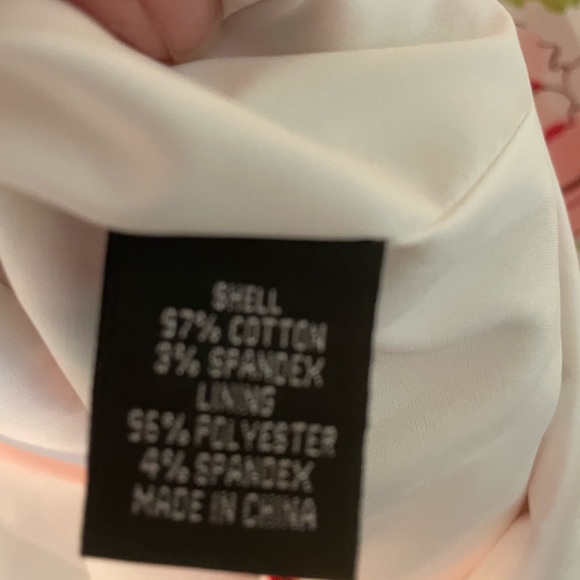 SHELL
97% COTTON
3% SPANDEX
LINING
96% POLYESTER
4% SPANDEX
MADE IN CHINA